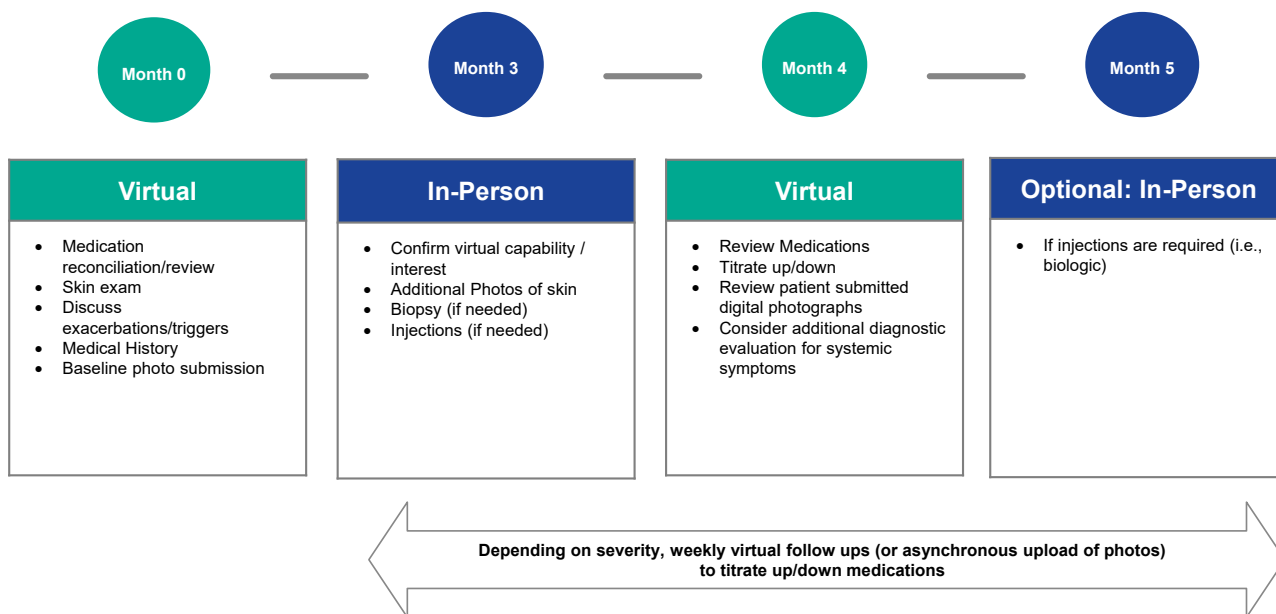 Month 0
Month 3
Month 4
Month 5
Virtual
• Medication
reconciliation/review
• Skin exam
• Discuss
exacerbations/triggers
• Medical History
• Baseline photo submission
In-Person
• Confirm virtual capability /
interest
• Additional Photos of skin
• Biopsy (if needed)
• Injections (if needed)
Virtual
• Review Medications
• Titrate up/down
• Review patient submitted
digital photographs
• Consider additional diagnostic
evaluation for systemic
symptoms
Optional: In-Person
• If injections are required (i.e.,
biologic)
Depending on severity, weekly virtual follow ups (or asynchronous upload of photos)
to titrate up/down medications